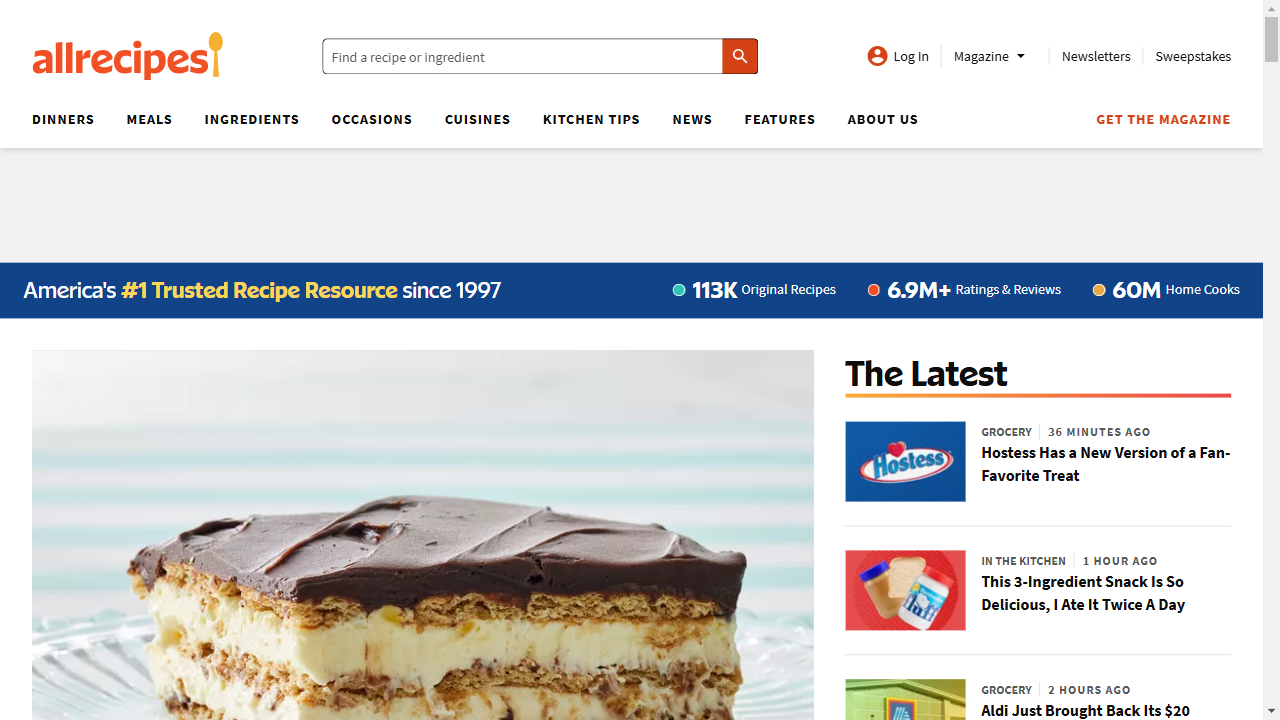 allrecipes
Find a recipe or ingredient
Log In
Magazine
Newsletters
Sweepstakes
DINNERS
MEALS
INGREDIENTS
OCCASIONS
CUISINES
KITCHEN TIPS
NEWS
FEATURES
ABOUT US
GET THE MAGAZINE
America's #1 Trusted Recipe Resource since 1997
113K Original Recipes
6.9M+ Ratings & Reviews
60M Home Cooks
The Latest
Hostess
GROCERY
36 MINUTES AGO
Hostess Has a New Version of a Fan-
Favorite Treat
fluff
IN THE KITCHEN
1 HOUR AGO
This 3-Ingredient Snack Is So
Delicious, I Ate It Twice A Day
GROCERY
2 HOURS AGO
Aldi Just Brought Back Its $20